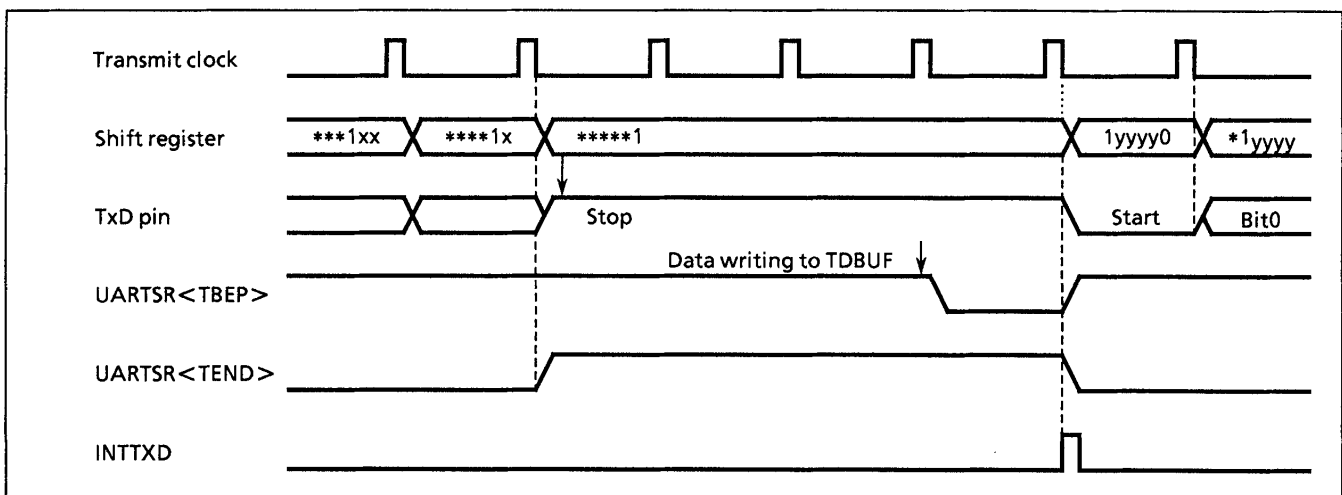 Transmit clock
Shift register
***1xx
****1x
*****1
1yyyy0
*1yyyy
TxD pin
Stop
Start
Bit0
Data writing to TDBUF
UARTSR<TBEP>
UARTSR<TEND>
INTTXD